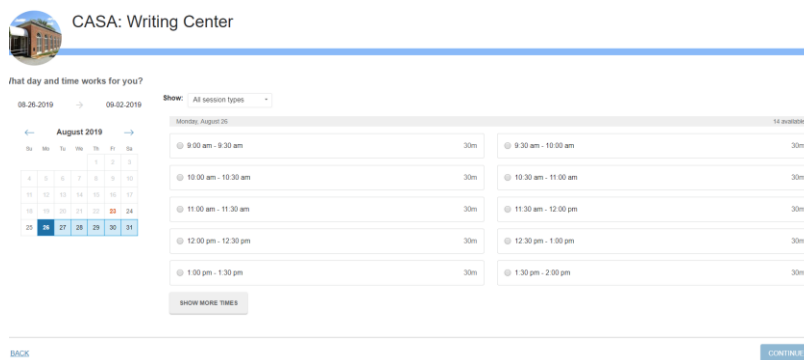 CASA: Writing Center
What day and time works for you?
08-26-2019 → 09-02-2019
Show: All session types
← August 2019 →
Su Mo Tu We Th Fr Sa
1 2 3
4 5 6 7 8 9 10
11 12 13 14 15 16 17
18 19 20 21 22 23 24
25 26 27 28 29 30 31
Monday, August 26 14 available
9:00 am - 9:30 am 30m 9:30 am - 10:00 am 30m
10:00 am - 10:30 am 30m 10:30 am - 11:00 am 30m
11:00 am - 11:30 am 30m 11:30 am - 12:00 pm 30m
12:00 pm - 12:30 pm 30m 12:30 pm - 1:00 pm 30m
1:00 pm - 1:30 pm 30m 1:30 pm - 2:00 pm 30m
SHOW MORE TIMES
BACK CONTINUE